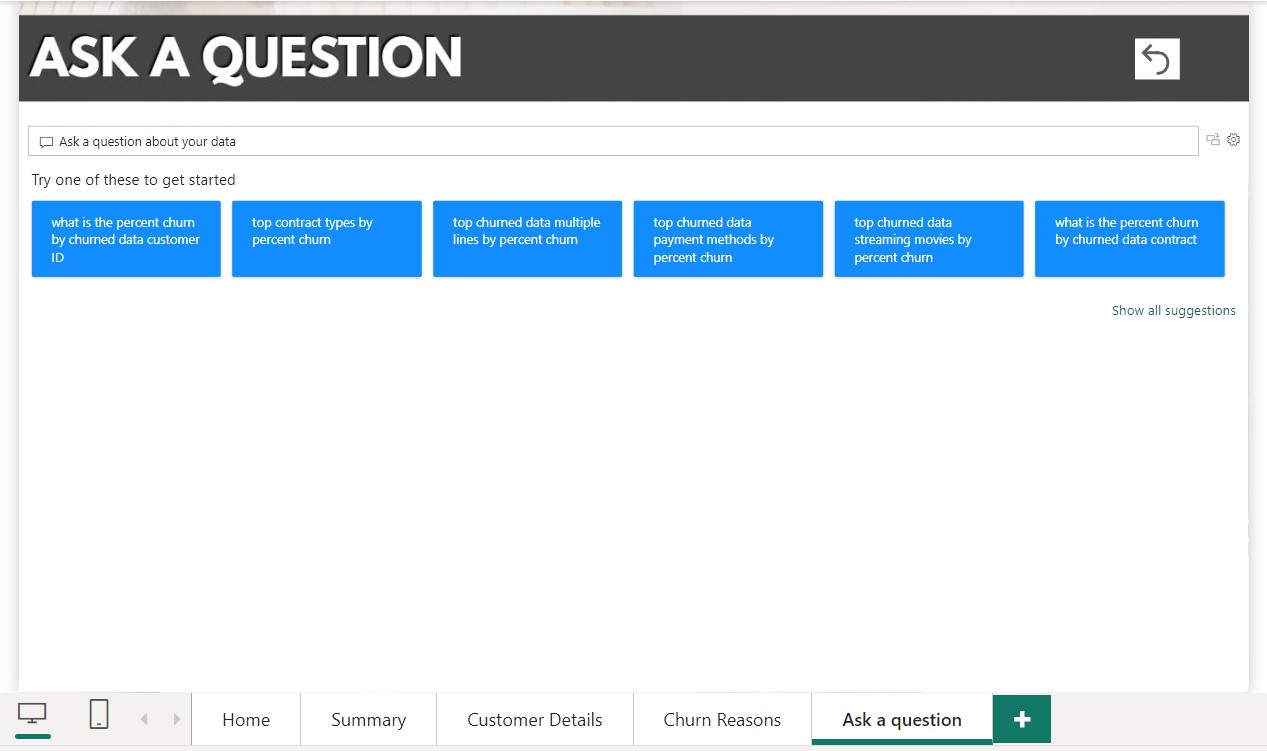 ASK A QUESTION
Ask a question about your data
Try one of these to get started
what is the percent churn
by churned data customer
ID
top contract types by
percent churn
top churned data multiple
lines by percent churn
top churned data
payment methods by
percent churn
top churned data
streaming movies by
percent churn
what is the percent churn
by churned data contract
Show all suggestions
Home
Summary
Customer Details
Churn Reasons
Ask a question
+